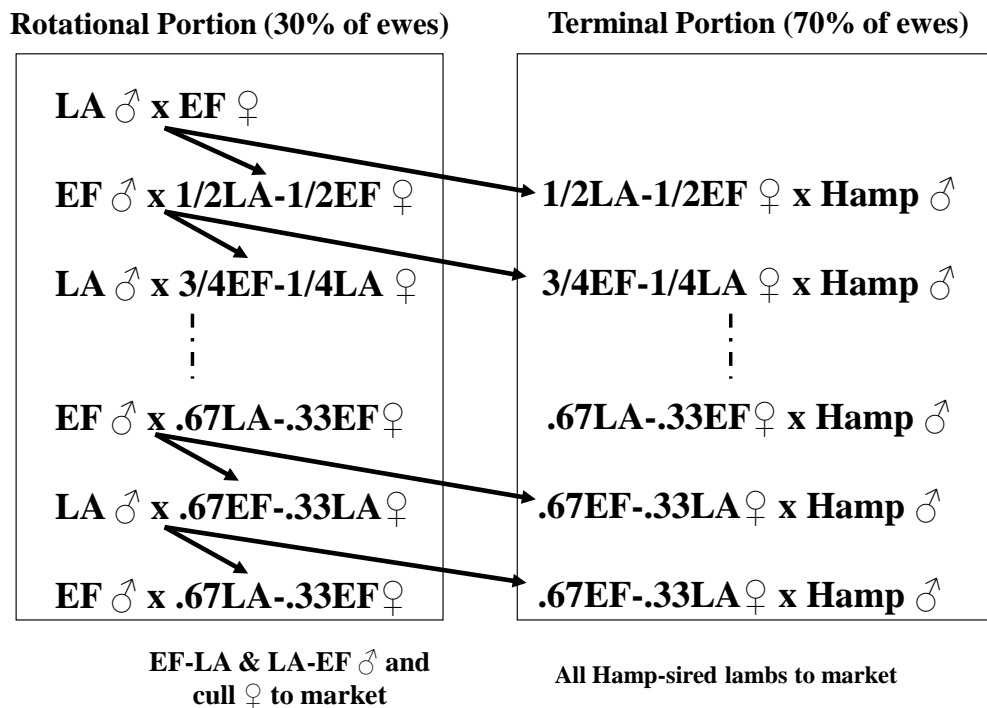 Rotational Portion (30% of ewes)
Terminal Portion (70% of ewes)
LA ♂ x EF ♀
EF ♂ x 1/2LA-1/2EF ♀
1/2LA-1/2EF ♀ x Hamp ♂
LA ♂ x 3/4EF-1/4LA ♀
3/4EF-1/4LA ♀ x Hamp ♂
EF ♂ x .67LA-.33EF♀
.67LA-.33EF♀ x Hamp ♂
LA ♂ x .67EF-.33LA♀
.67EF-.33LA♀ x Hamp ♂
EF ♂ x .67LA-.33EF♀
.67EF-.33LA♀ x Hamp ♂
EF-LA & LA-EF ♂ and
cull ♀ to market
All Hamp-sired lambs to market